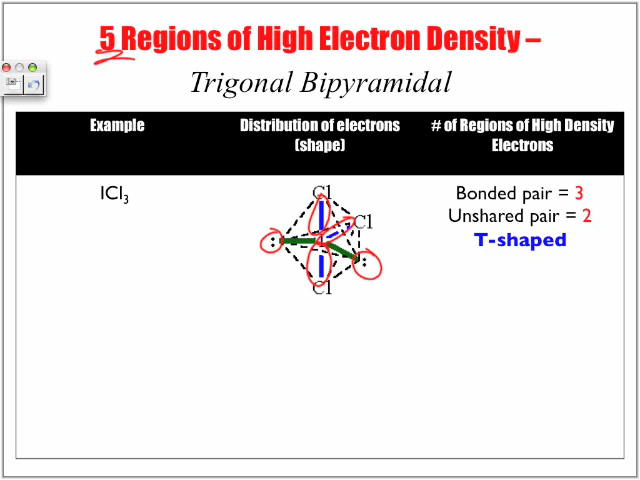 5 Regions of High Electron Density –
Trigonal Bipyramidal
Example
Distribution of electrons
(shape)
# of Regions of High Density
Electrons
ICl₃
Cl
Cl
Cl
Bonded pair = 3
Unshared pair = 2
T-shaped